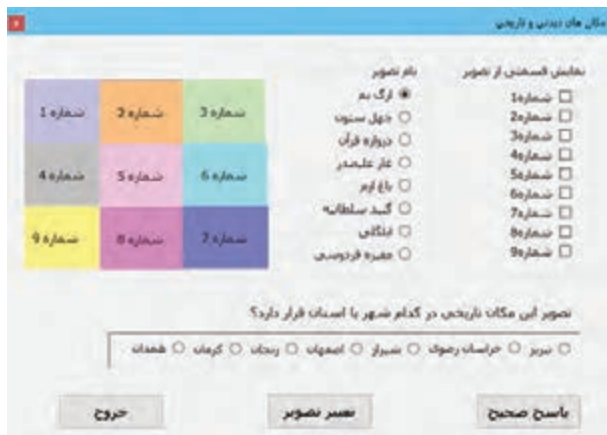 مکان های دیدنی و تاریخی
x
نمایش قسمتی از تصویر
شماره1
شماره2
شماره3
شماره4
شماره5
شماره6
شماره7
شماره8
شماره9
نام تصویر
ارگ بم
چهل ستون
دروازه قرآن
غار علیصدر
باغ ارم
گنبد سلطانیه
ائلگلی
مقبره فردوسی
شماره 3 شماره 2 شماره 1
شماره 6 شماره 5 شماره 4
شماره 7 شماره 8 شماره 9
تصویر این مکان تاریخی در کدام شهر یا استان قرار دارد؟
تبریز خراسان رضوی شیراز اصفهان زنجان کرمان همدان
پاسخ صحیح تغییر تصویر خروج